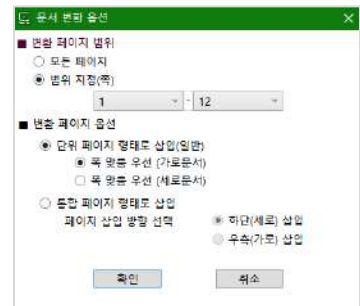 문서 변환 옵션
■ 변환 페이지 범위
모든 페이지
범위 지정(쪽)
1 - 12
■ 변환 페이지 옵션
단위 페이지 형태로 삽입(일반)
폭 맞춤 우선 (가로문서)
폭 맞춤 우선 (세로문서)
통합 페이지 형태로 삽입
페이지 삽입 방향 선택 하단(세로) 삽입
우측(가로) 삽입
확인 취소